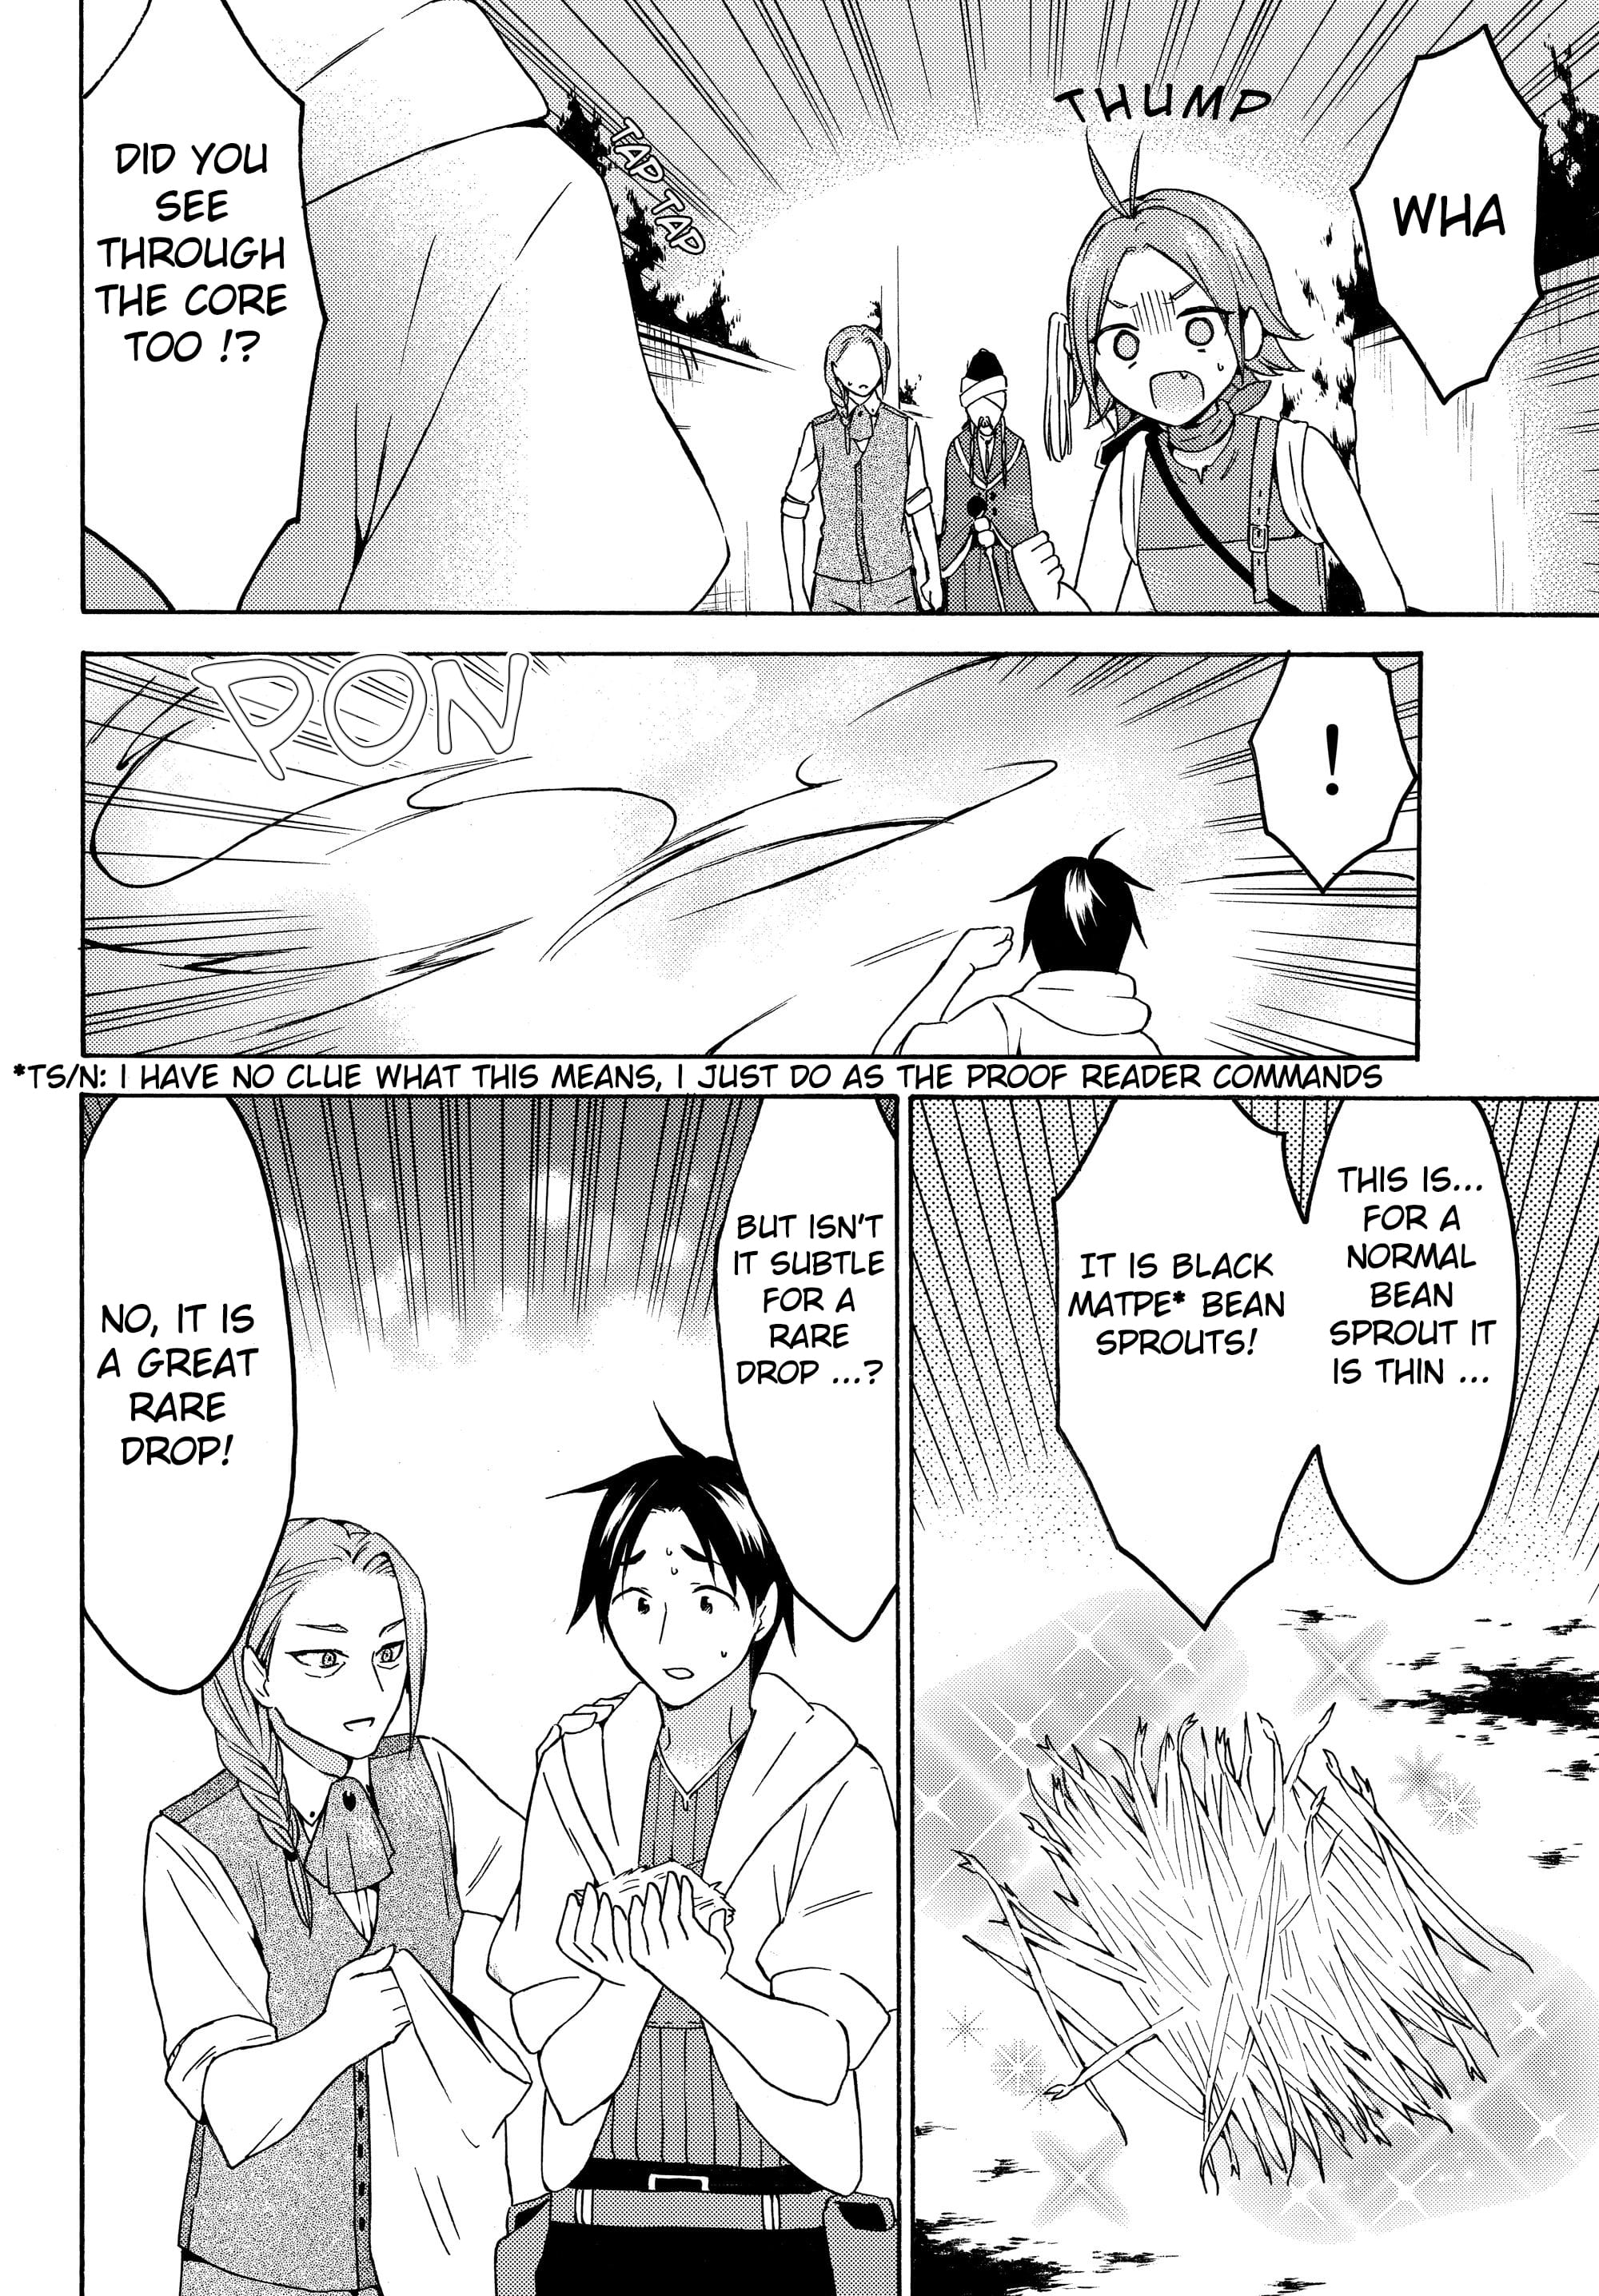 WHA
THUMP
TAP TAP
DID YOU
SEE
THROUGH
THE CORE
TOO !?
!
PON
*TS/N: I HAVE NO CLUE WHAT THIS MEANS, I JUST DO AS THE PROOF READER COMMANDS
THIS IS...
FOR A
NORMAL
BEAN
SPROUT IT
IS THIN ...
IT IS BLACK
MATPE* BEAN
SPROUTS!
BUT ISN'T
IT SUBTLE
FOR A
RARE
DROP ...?
NO, IT IS
A GREAT
RARE
DROP!